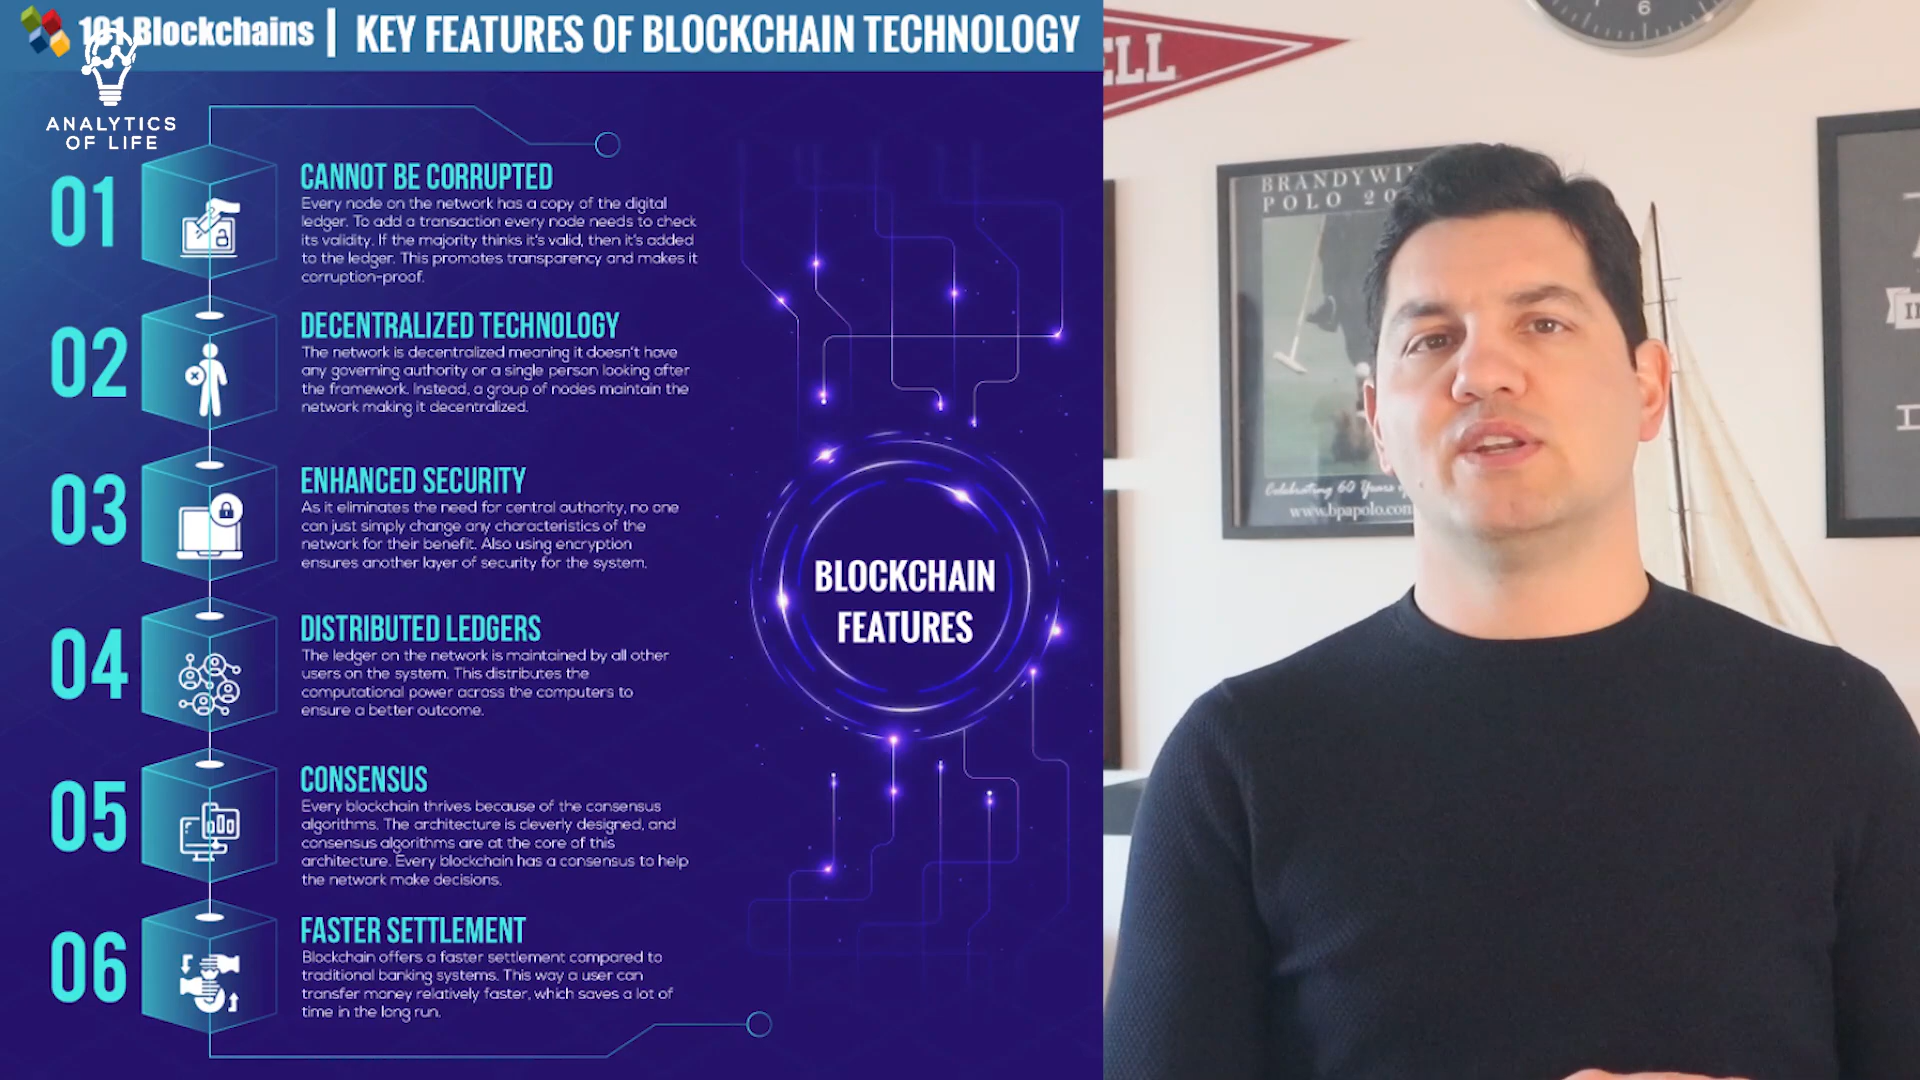 101 Blockchains
KEY FEATURES OF BLOCKCHAIN TECHNOLOGY
ANALYTICS
OF LIFE
01
CANNOT BE CORRUPTED
Every node on the network has a copy of the digital
ledger. To add a transaction every node needs to check
its validity. If the majority thinks it's valid, then it's added
to the ledger. This promotes transparency and makes it
corruption-proof.
02
DECENTRALIZED TECHNOLOGY
The network is decentralized meaning it doesn't have
any governing authority or a single person looking after
the framework. Instead, a group of nodes maintain the
network making it decentralized.
03
ENHANCED SECURITY
As it eliminates the need for central authority, no one
can just simply change any characteristics of the
network for their benefit. Also using encryption
ensures another layer of security for the system.
04
DISTRIBUTED LEDGERS
The ledger on the network is maintained by all other
users on the system. This distributes the
computational power across the computers to
ensure a better outcome.
05
CONSENSUS
Every blockchain thrives because of the consensus
algorithms. The architecture is cleverly designed, and
consensus algorithms are at the core of this
architecture. Every blockchain has a consensus to help
the network make decisions.
06
FASTER SETTLEMENT
Blockchain offers a faster settlement compared to
traditional banking systems. This way a user can
transfer money relatively faster, which saves a lot of
time in the long run.
BLOCKCHAIN
FEATURES
ELL
6
BRANDYWI
POLO 20
Celebrating 60 Years
www.bpapolo.com